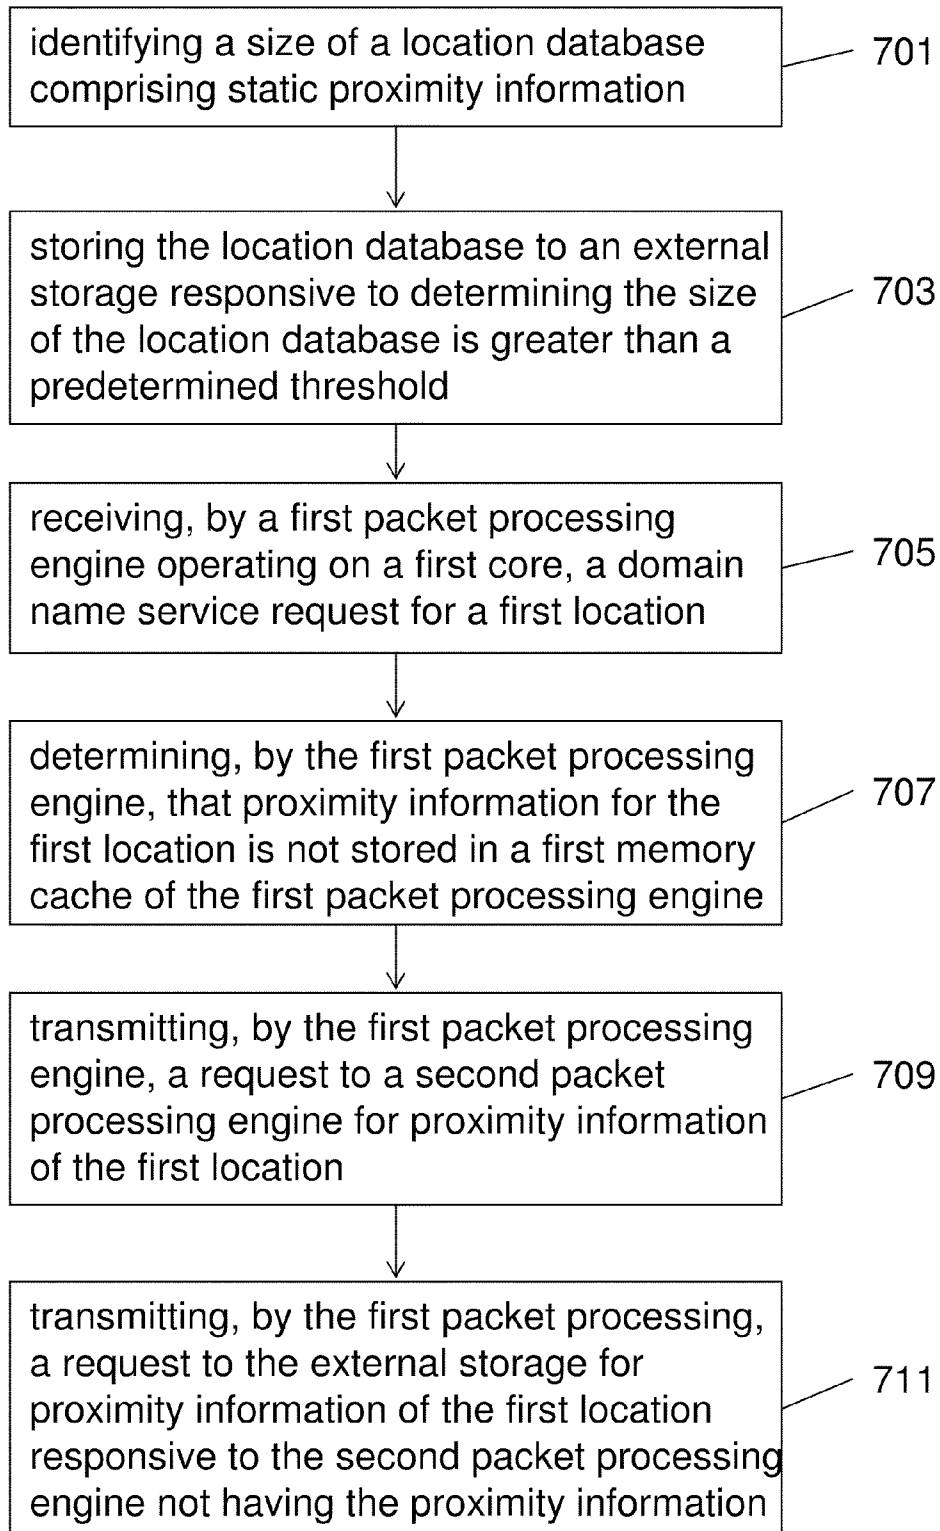 identifying a size of a location database
comprising static proximity information
701
storing the location database to an external
storage responsive to determining the size
of the location database is greater than a
predetermined threshold
703
receiving, by a first packet processing
engine operating on a first core, a domain
name service request for a first location
705
determining, by the first packet processing
engine, that proximity information for the
first location is not stored in a first memory
cache of the first packet processing engine
707
transmitting, by the first packet processing
engine, a request to a second packet
processing engine for proximity information
of the first location
709
transmitting, by the first packet processing,
a request to the external storage for
proximity information of the first location
responsive to the second packet processing
engine not having the proximity information
711